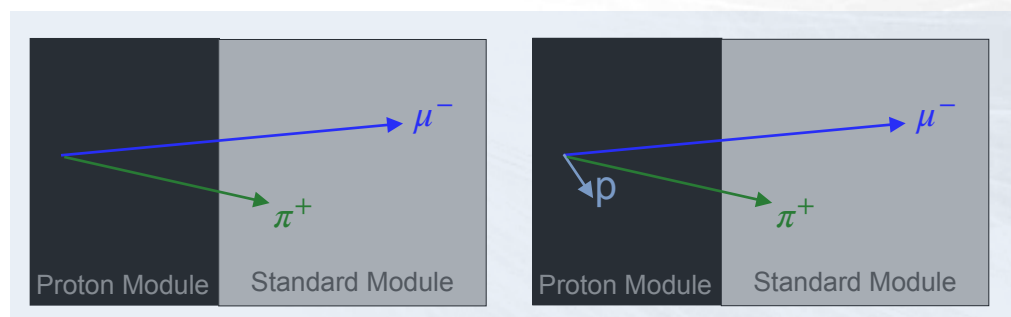 μ⁻
π⁺
Proton Module
Standard Module
μ⁻
p
π⁺
Proton Module
Standard Module